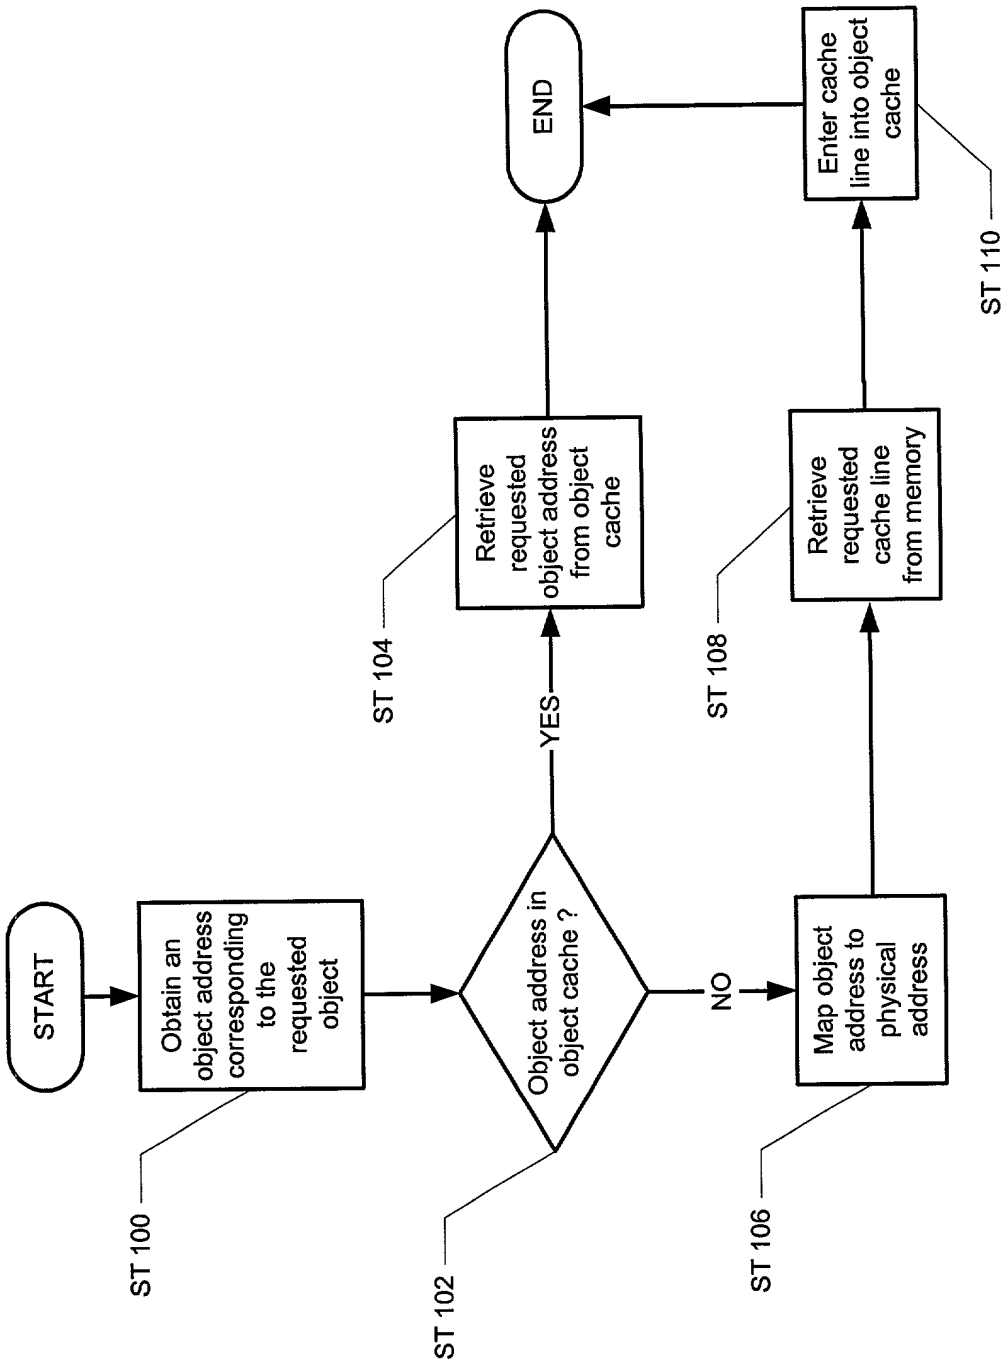 START
Obtain an
object address
corresponding
to the
requested
object
ST 100
Object address in
object cache ?
ST 102
YES
Retrieve
requested
object address
from object
cache
ST 104
END
NO
Map object
address to
physical
address
ST 106
Retrieve
requested
cache line
from memory
ST 108
Enter cache
line into object
cache
ST 110